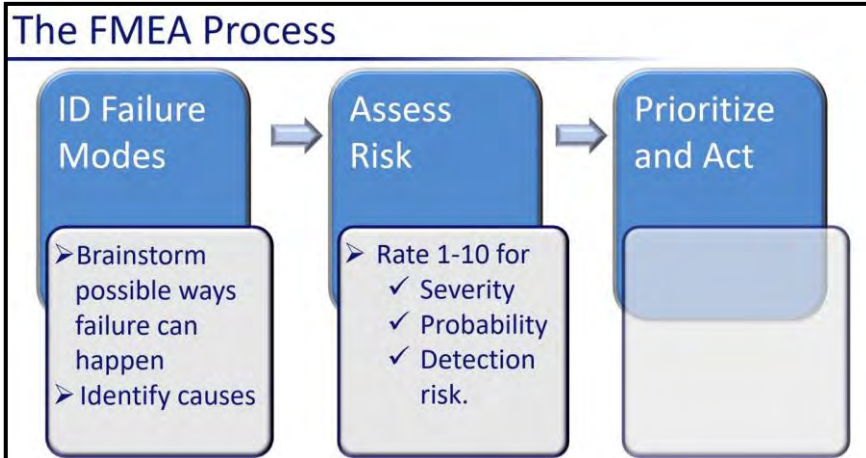 The FMEA Process
ID Failure
Modes
➢Brainstorm
possible ways
failure can
happen
➢ Identify causes
Assess
Risk
➢ Rate 1-10 for
✓ Severity
✓ Probability
✓ Detection
risk.
Prioritize
and Act